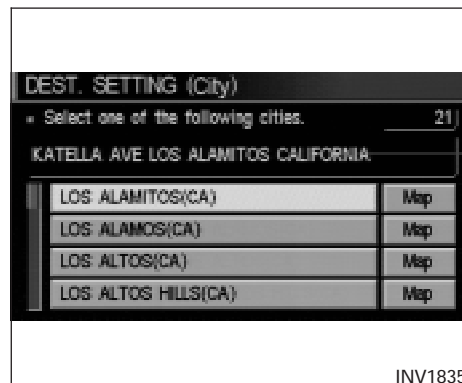 DEST. SETTING (City)
Select one of the following cities. 21
KATELLA AVE LOS ALAMITOS CALIFORNIA
LOS ALAMITOS(CA) Map
LOS ALAMOS(CA) Map
LOS ALTOS(CA) Map
LOS ALTOS HILLS(CA) Map
INV1835